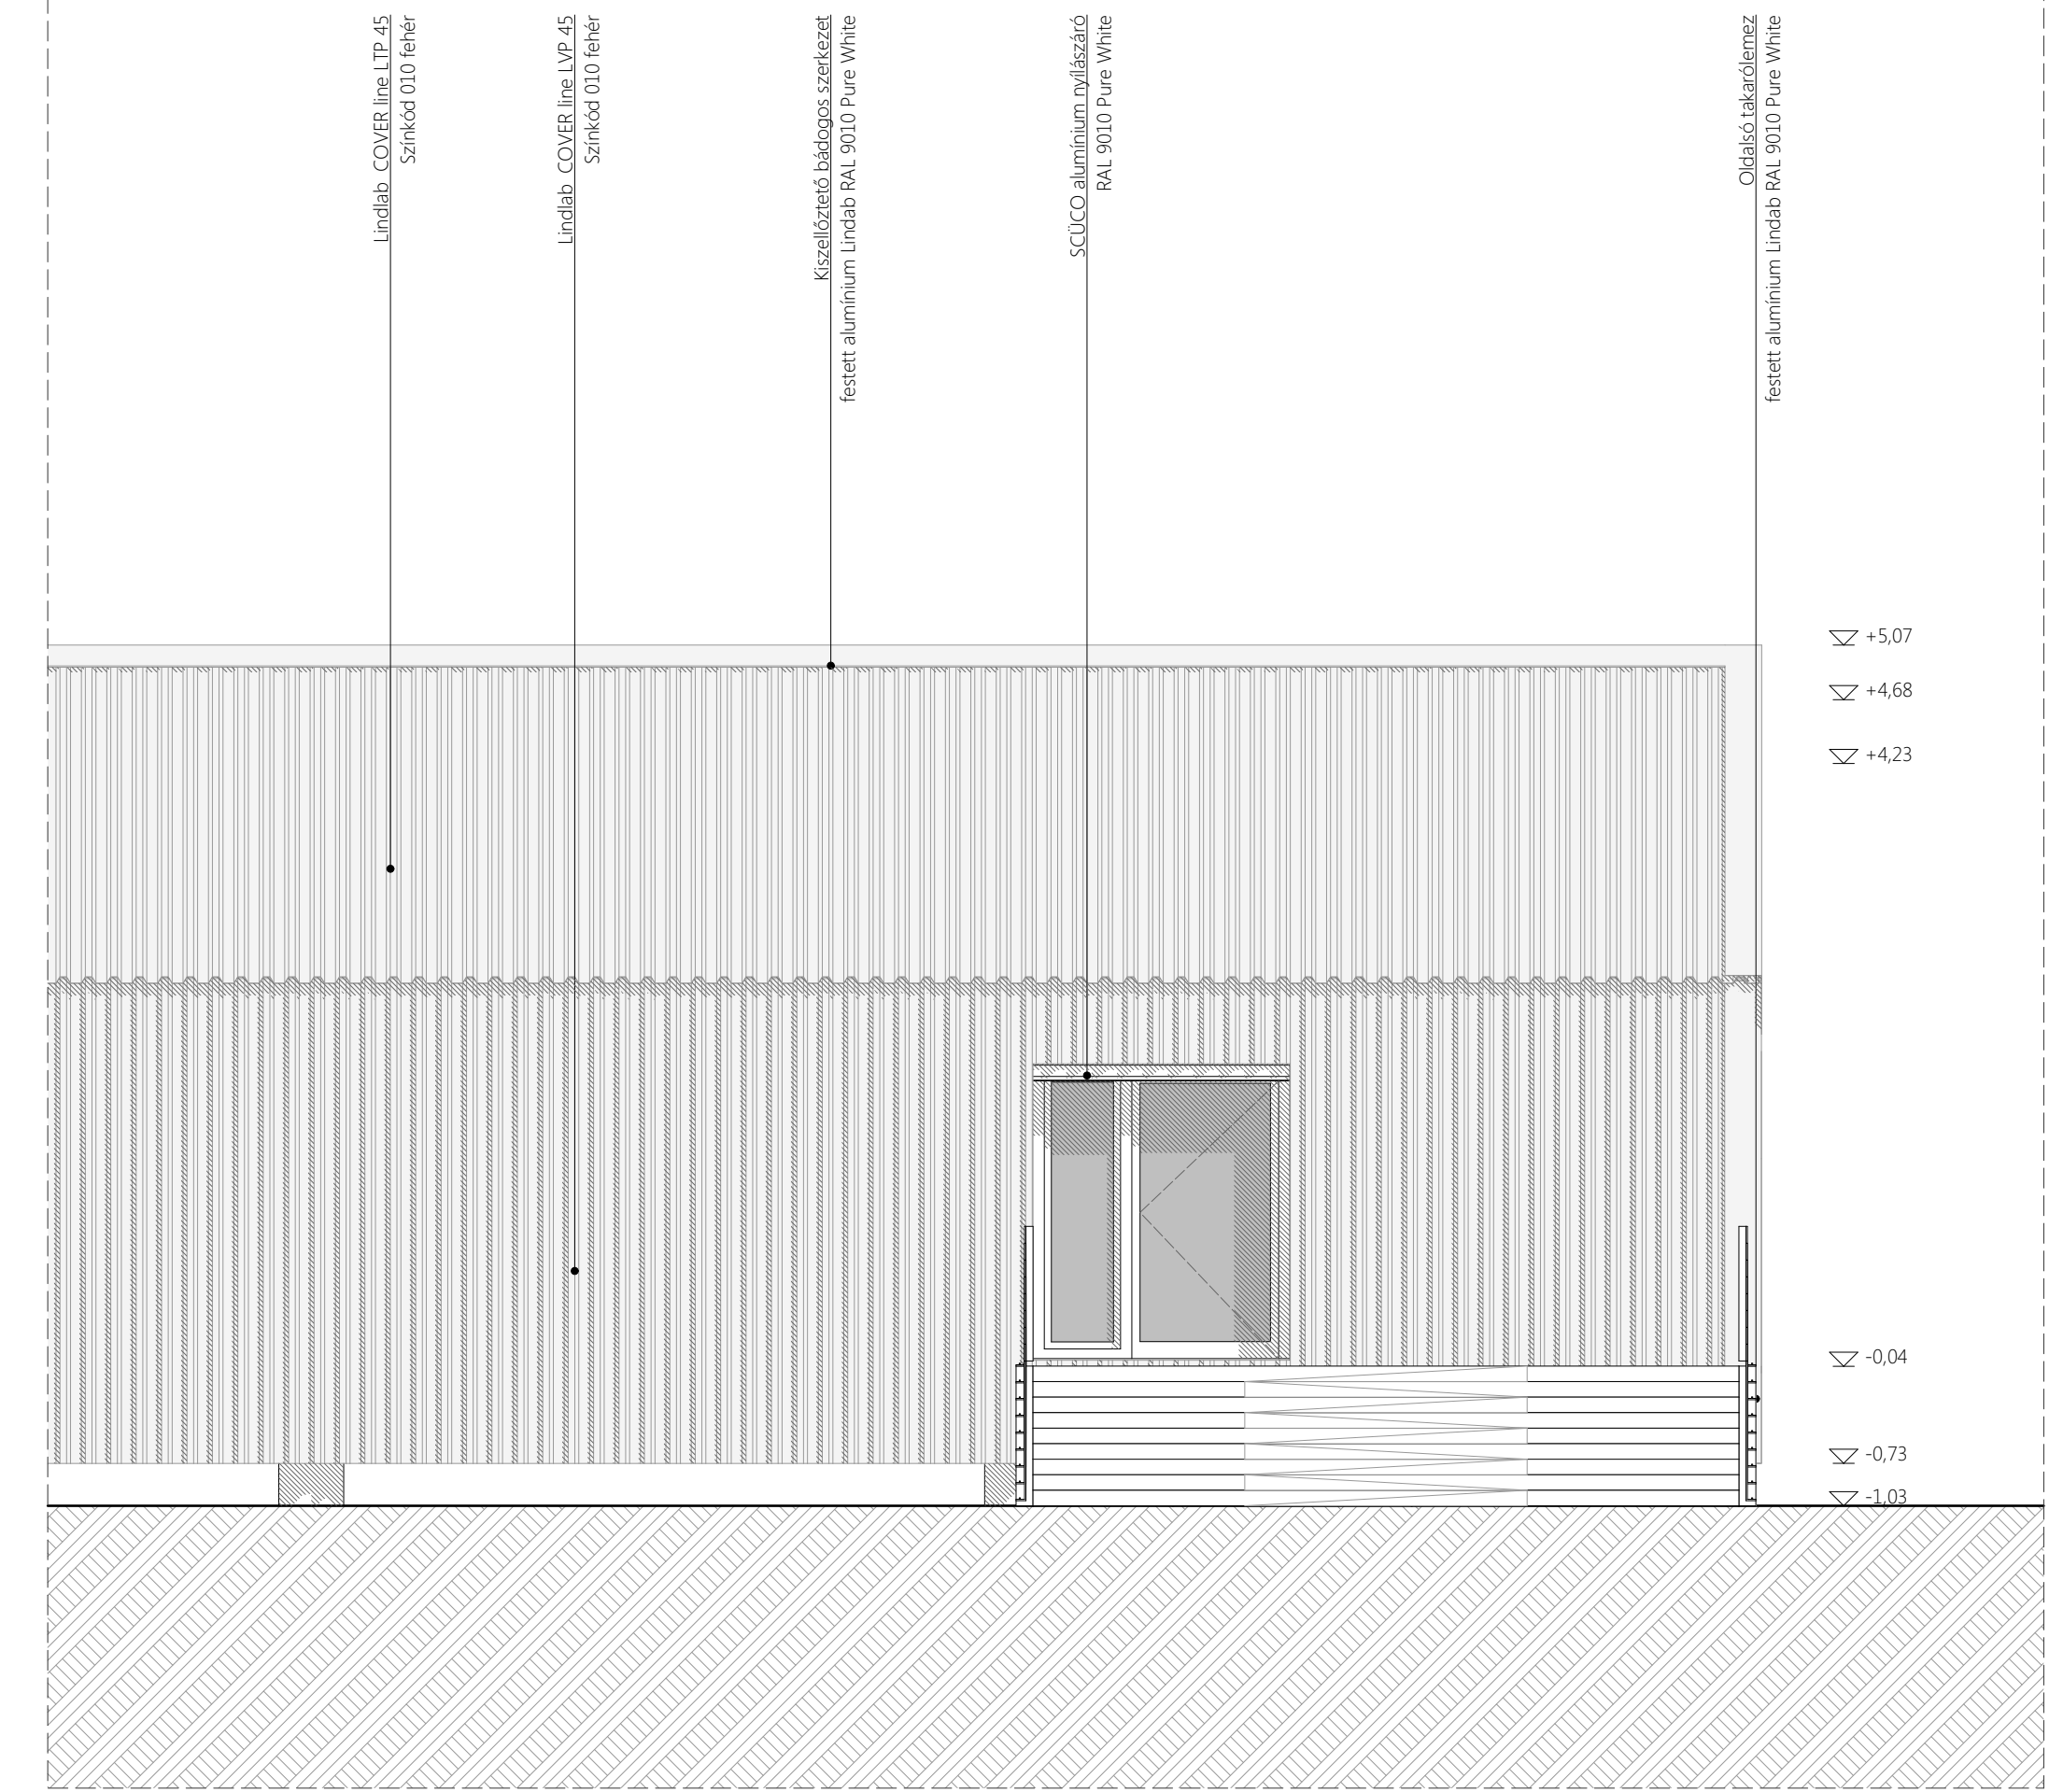 Lindlab COVER line LTP 45
Színkód 010 fehér
Lindlab COVER line LVP 45
Színkód 010 fehér
Kiszellőztető bádogos szerkezet
festett alumínium Lindab RAL 9010 Pure White
SCÜCO alumínium nyílászáró
RAL 9010 Pure White
Oldalsó takarólemez
festett alumínium Lindab RAL 9010 Pure White
+5,07
+4,68
+4,23
-0,04
-0,73
-1,03